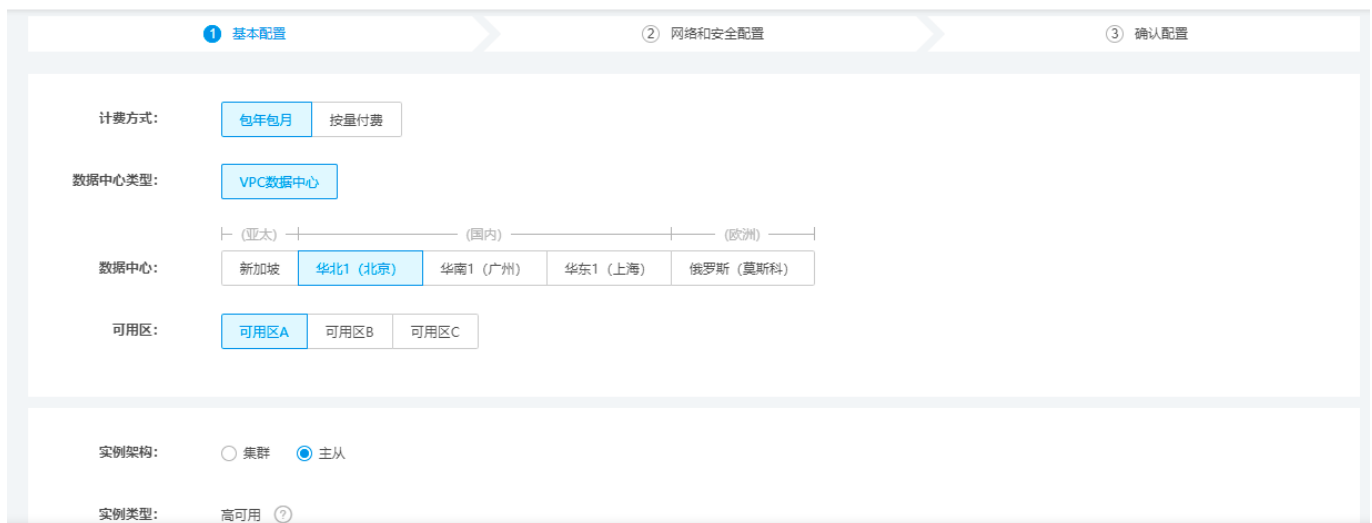 1 基本配置 2 网络和安全配置 3 确认配置
计费方式： 包年包月 按量付费
数据中心类型： VPC数据中心
(亚太) (国内) (欧洲)
数据中心： 新加坡 华北1（北京） 华南1（广州） 华东1（上海） 俄罗斯（莫斯科）
可用区： 可用区A 可用区B 可用区C
实例架构： 集群 主从
实例类型： 高可用 ?